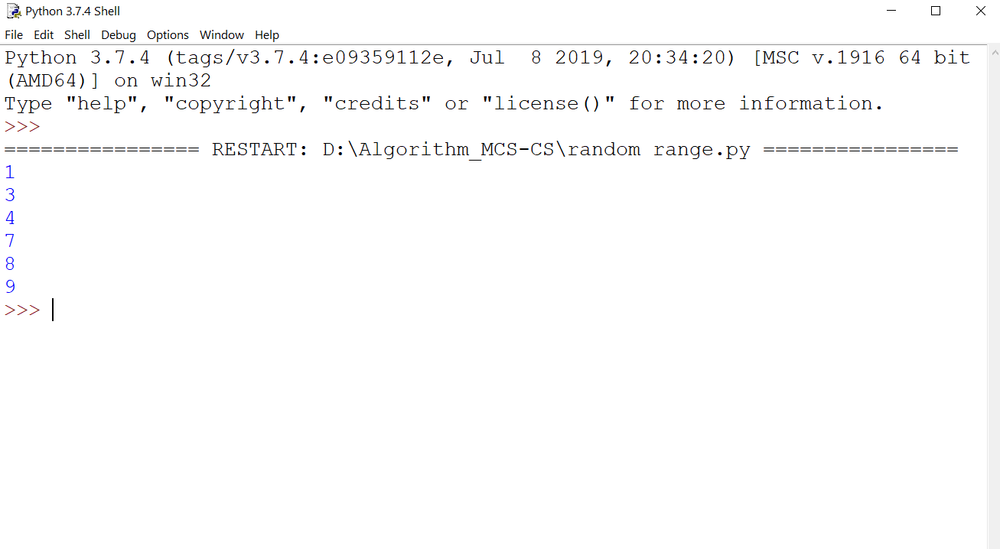 Python 3.7.4 Shell
File Edit Shell Debug Options Window Help
Python 3.7.4 (tags/v3.7.4:e09359112e, Jul  8 2019, 20:34:20) [MSC v.1916 64 bit
(AMD64)] on win32
Type "help", "copyright", "credits" or "license()" for more information.
>>>
================ RESTART: D:\Algorithm_MCS-CS\random range.py ================
1
3
4
7
8
9
>>>